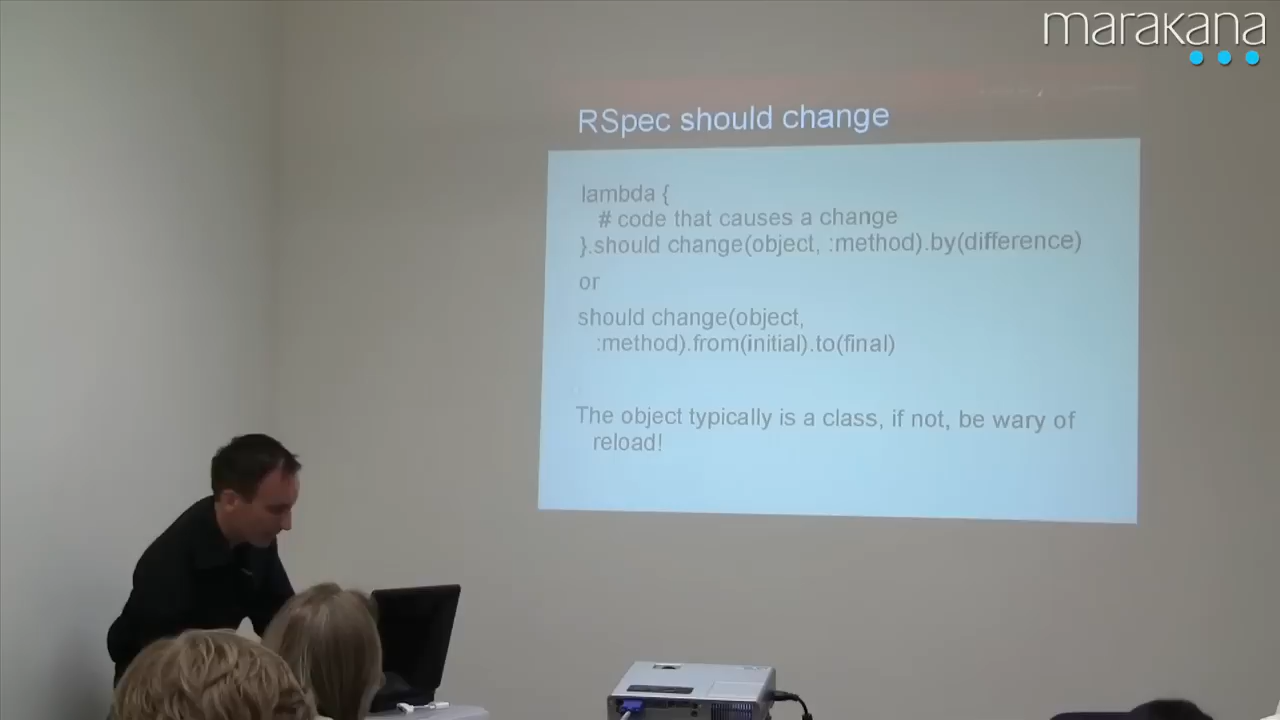 marakana
RSpec should change
lambda {
# code that causes a change
}.should change(object, :method).by(difference)
or
should change(object,
:method).from(initial).to(final)
The object typically is a class, if not, be wary of
reload!